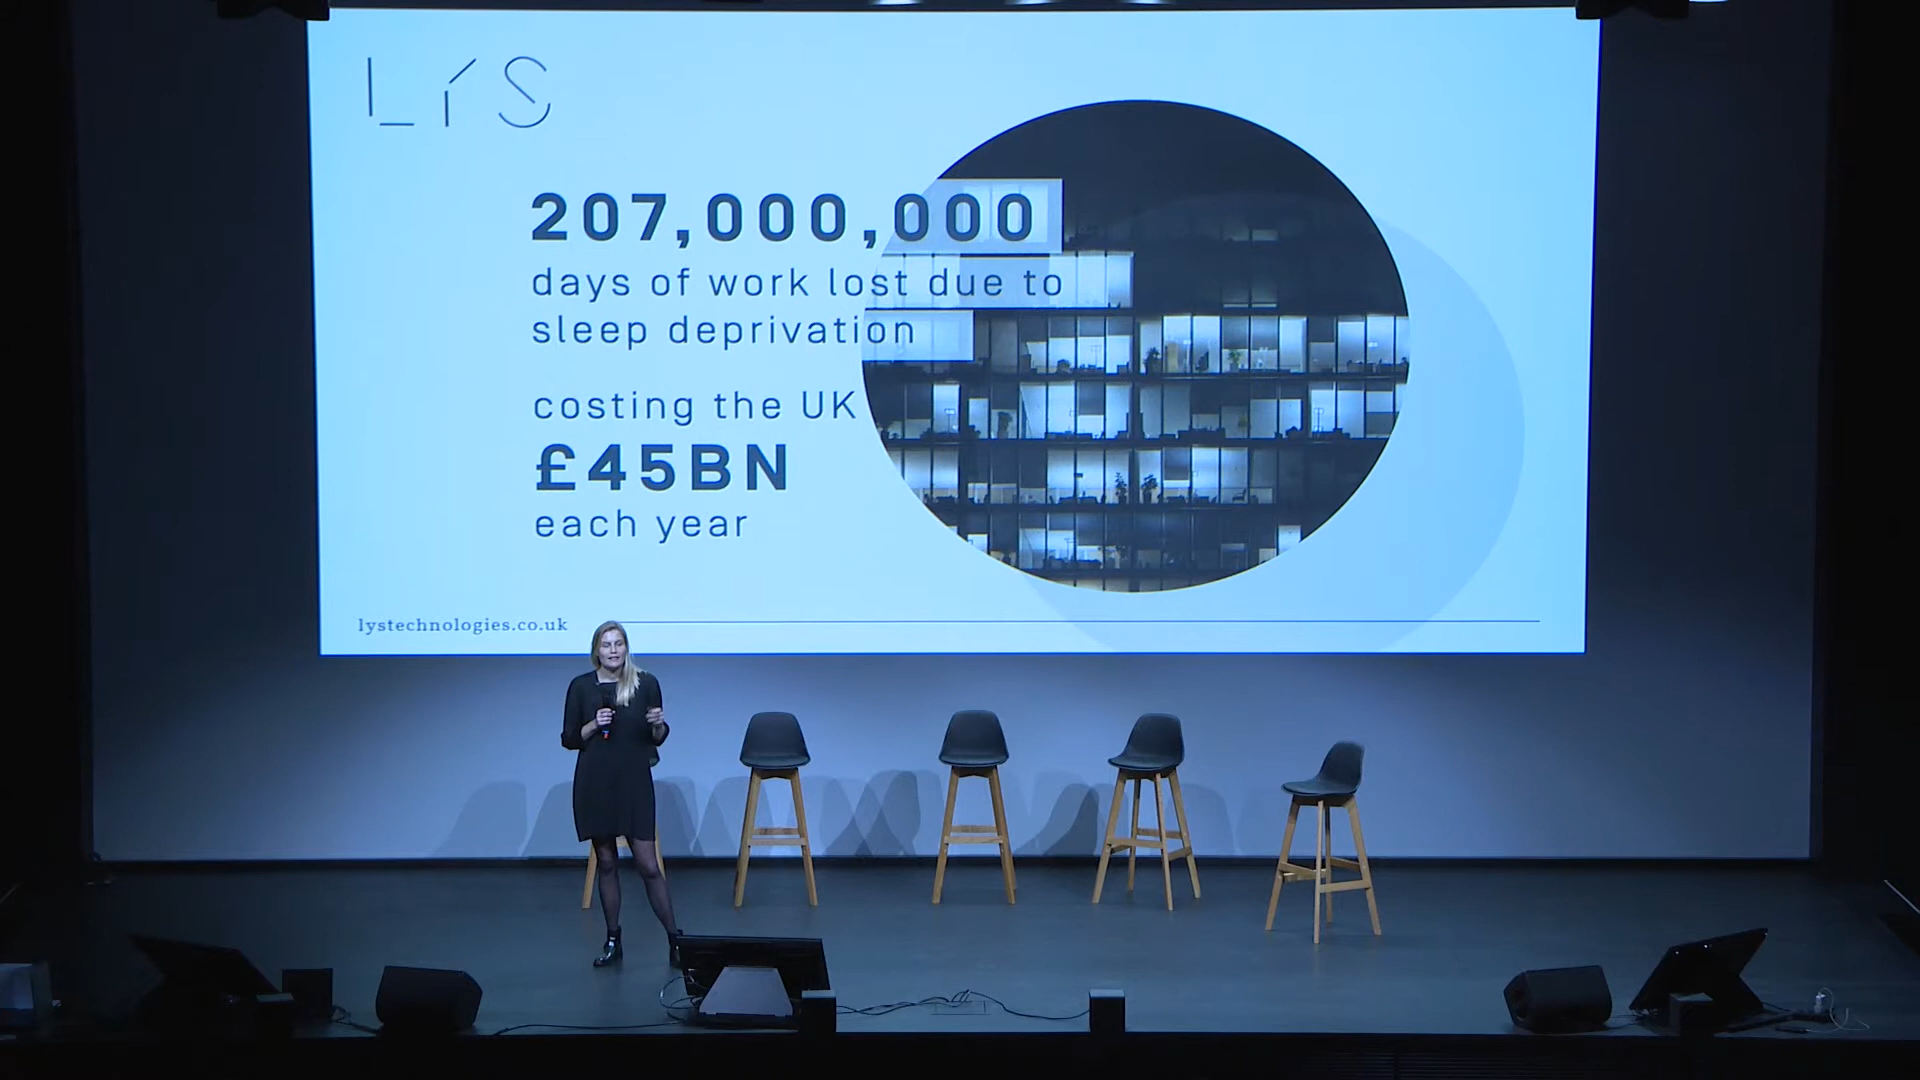 LYS
207,000,000
days of work lost due to
sleep deprivation
costing the UK
£45BN
each year
lystechnologies.co.uk